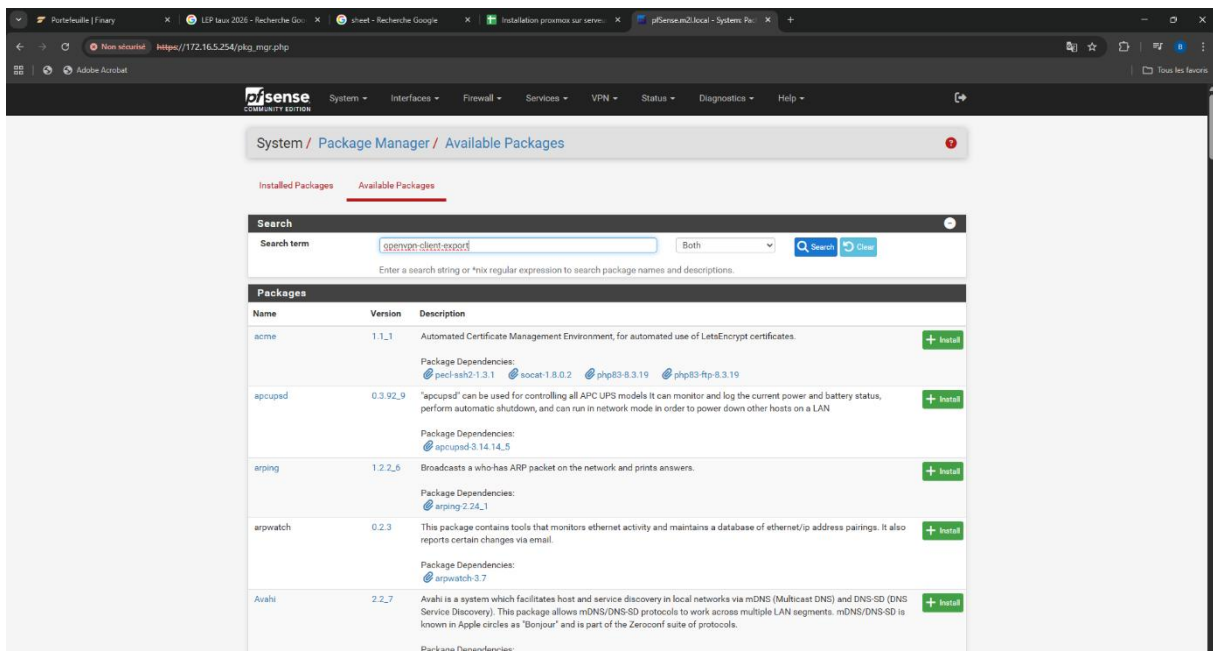 Portefeuille | Finary
LEP taux 2026 - Recherche Goo
sheet - Recherche Google
Installation proxmox sur serveu
pfSense.m2l.local - System: Pac
Non sécurisé https://172.16.5.254/pkg_mgr.php
Adobe Acrobat
Tous les favoris
pfsense COMMUNITY EDITION System Interfaces Firewall Services VPN Status Diagnostics Help
System / Package Manager / Available Packages
Installed Packages Available Packages
Search
Search term openvpn-client-export Both Search Clear
Enter a search string or *nix regular expression to search package names and descriptions.
Packages
Name Version Description
acme 1.1_1 Automated Certificate Management Environment, for automated use of LetsEncrypt certificates. Install
Package Dependencies:
pecl-ssh2-1.3.1 socat-1.8.0.2 php83-8.3.19 php83-ftp-8.3.19
apcupsd 0.3.92_9 "apcupsd" can be used for controlling all APC UPS models It can monitor and log the current power and battery status, Install
perform automatic shutdown, and can run in network mode in order to power down other hosts on a LAN
Package Dependencies:
apcupsd-3.14.14_5
arping 1.2.2_6 Broadcasts a who-has ARP packet on the network and prints answers. Install
Package Dependencies:
arping-2.24_1
arpwatch 0.2.3 This package contains tools that monitors ethernet activity and maintains a database of ethernet/ip address pairings. It also Install
reports certain changes via email.
Package Dependencies:
arpwatch-3.7
Avahi 2.2_7 Avahi is a system which facilitates host and service discovery in local networks via mDNS (Multicast DNS) and DNS-SD (DNS Install
Service Discovery). This package allows mDNS/DNS-SD protocols to work across multiple LAN segments. mDNS/DNS-SD is
known in Apple circles as "Bonjour" and is part of the Zeroconf suite of protocols.
Package Dependencies: